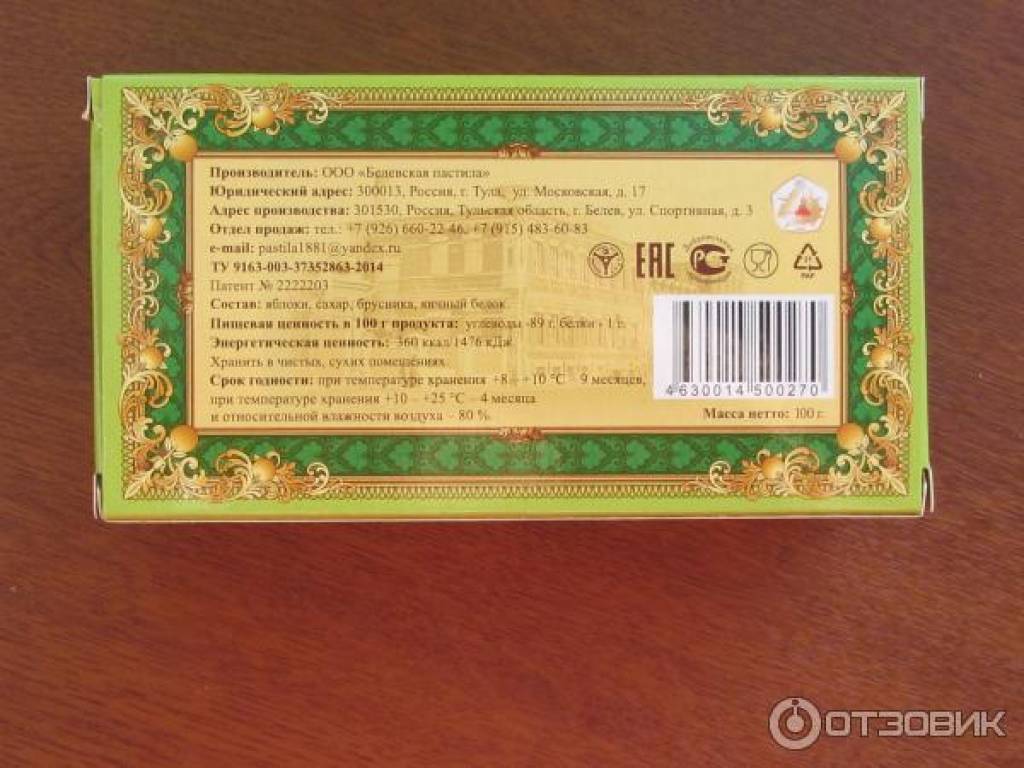 Производитель: ООО «Белевская пастила»
Юридический адрес: 300013, Россия, г. Тула, ул. Московская, д. 17
Адрес производства: 301530, Россия, Тульская область, г. Белев, ул. Спортивная, д. 3
Отдел продаж: тел.: +7 (926) 660-22-46, +7 (915) 483-60-83
e-mail: pastila1881@yandex.ru
ТУ 9163-003-37352863-2014
Патент № 2222203
Состав: яблоки, сахар, брусника, яичный белок.
Пищевая ценность в 100 г продукта: углеводы -89 г, белки - 1 г.
Энергетическая ценность: 360 ккал/1476 кДж
Хранить в чистых, сухих помещениях.
Срок годности: при температуре хранения +8 – +10 °С – 9 месяцев,
при температуре хранения +10 – +25 °С – 4 месяца
и относительной влажности воздуха – 80 %.
ЕАС
РСТ
21
PAP
4630014500270
Масса нетто: 100 г.
ОТЗОВИК